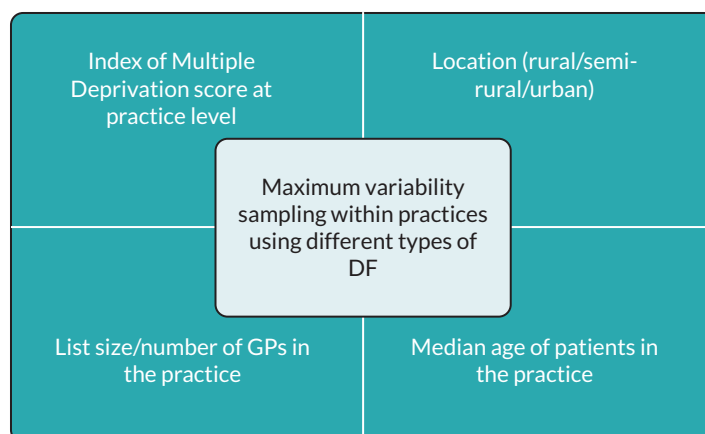 Index of Multiple
Deprivation score at
practice level
Location (rural/semi-
rural/urban)
Maximum variability
sampling within practices
using different types of
DF
List size/number of GPs in
the practice
Median age of patients in
the practice